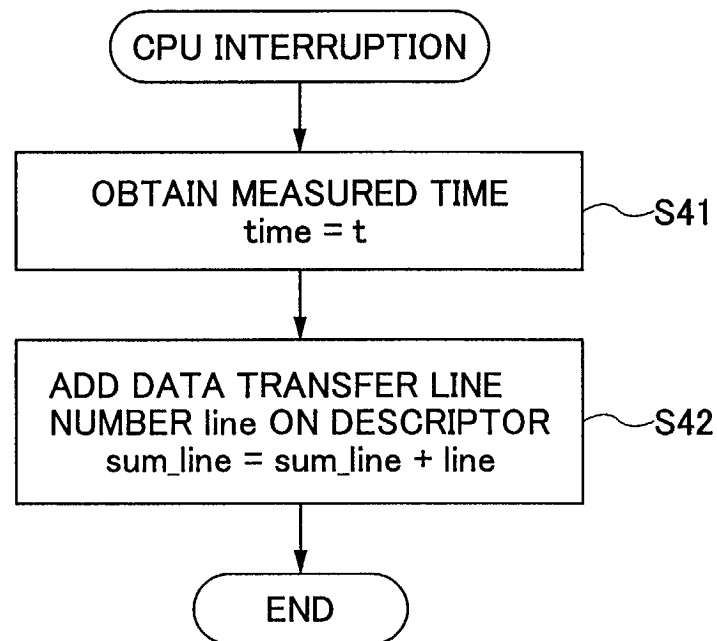 CPU INTERRUPTION
OBTAIN MEASURED TIME
time = t
S41
ADD DATA TRANSFER LINE
NUMBER line ON DESCRIPTOR
sum_line = sum_line + line
S42
END